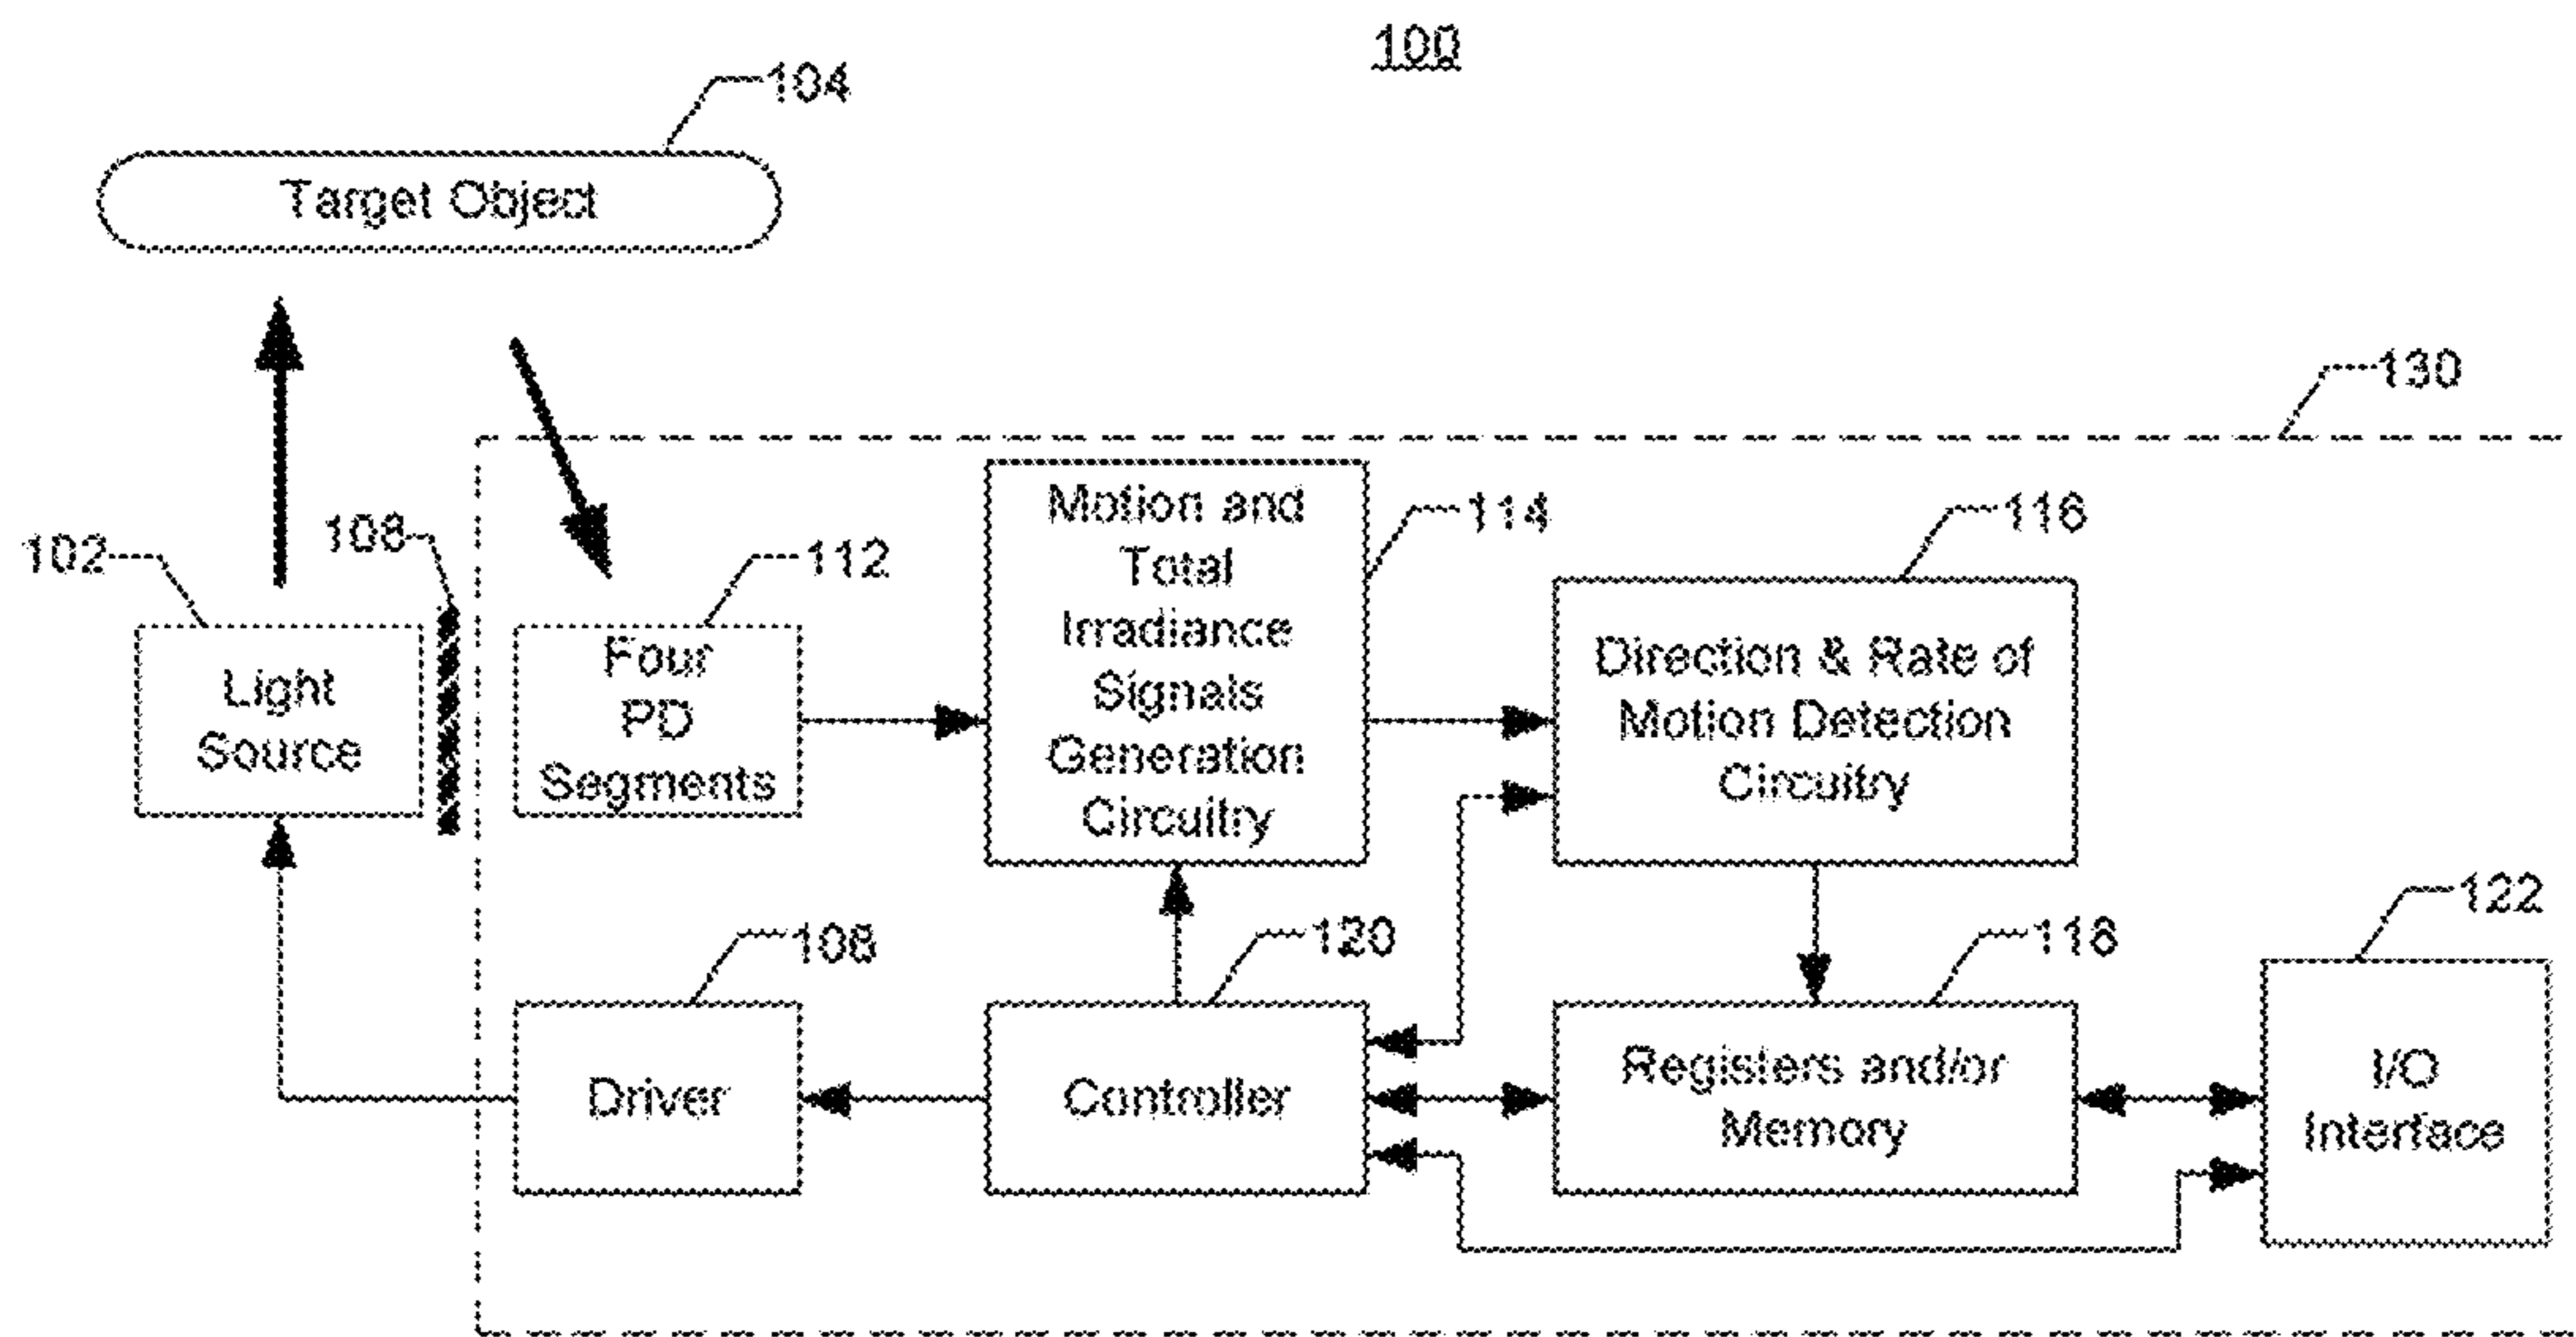 100
104
Target Object
130
102
108
112
114
116
Light
Source
Four
PD
Segments
Motion and
Total
Irradiance
Signals
Generation
Circuitry
Direction & Rate of
Motion Detection
Circuitry
108
120
118
122
Driver
Controller
Registers and/or
Memory
I/O
Interface